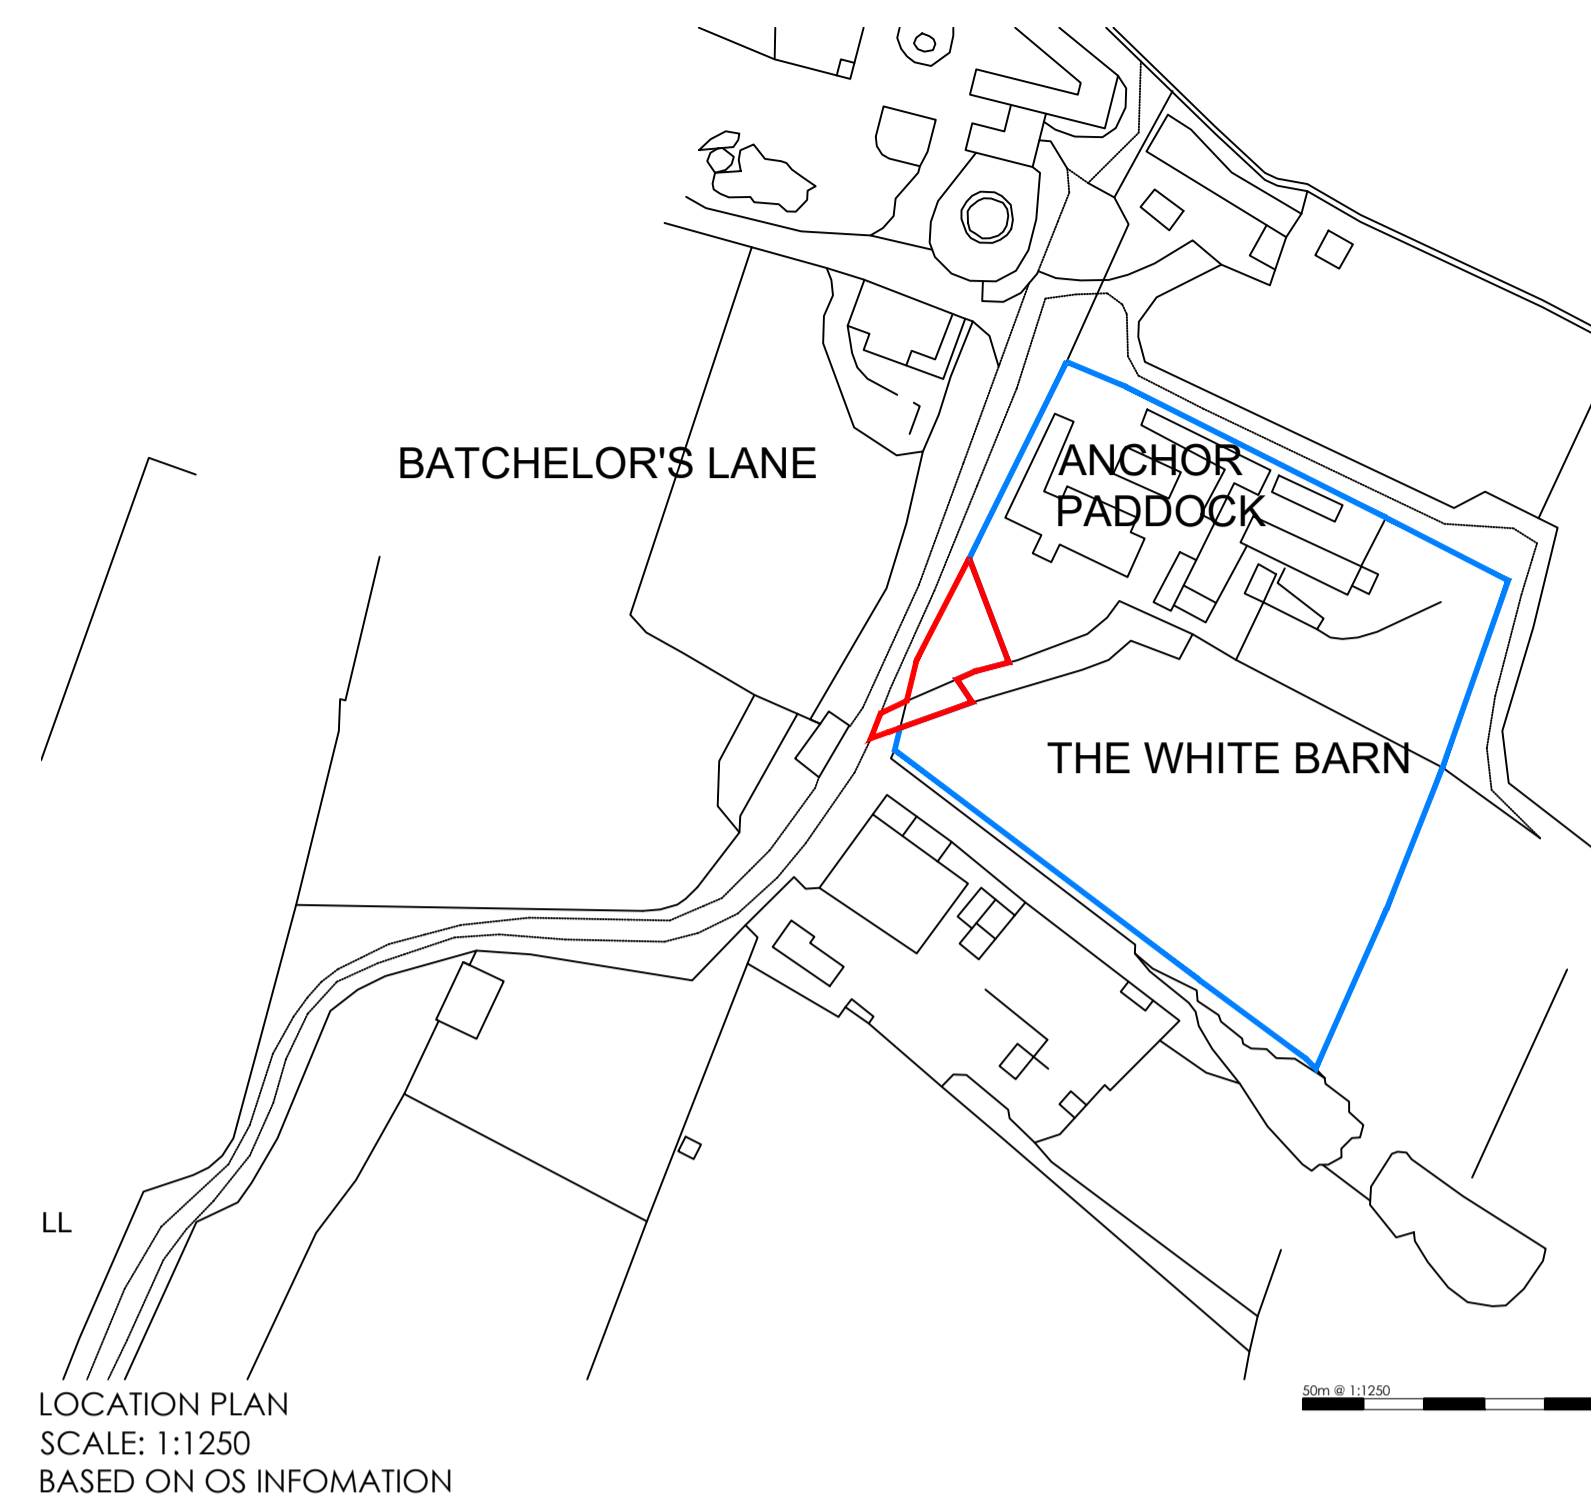 BATCHELOR'S LANE
ANCHOR
PADDOCK
THE WHITE BARN
LL
50m @ 1:1250
LOCATION PLAN
SCALE: 1:1250
BASED ON OS INFOMATION